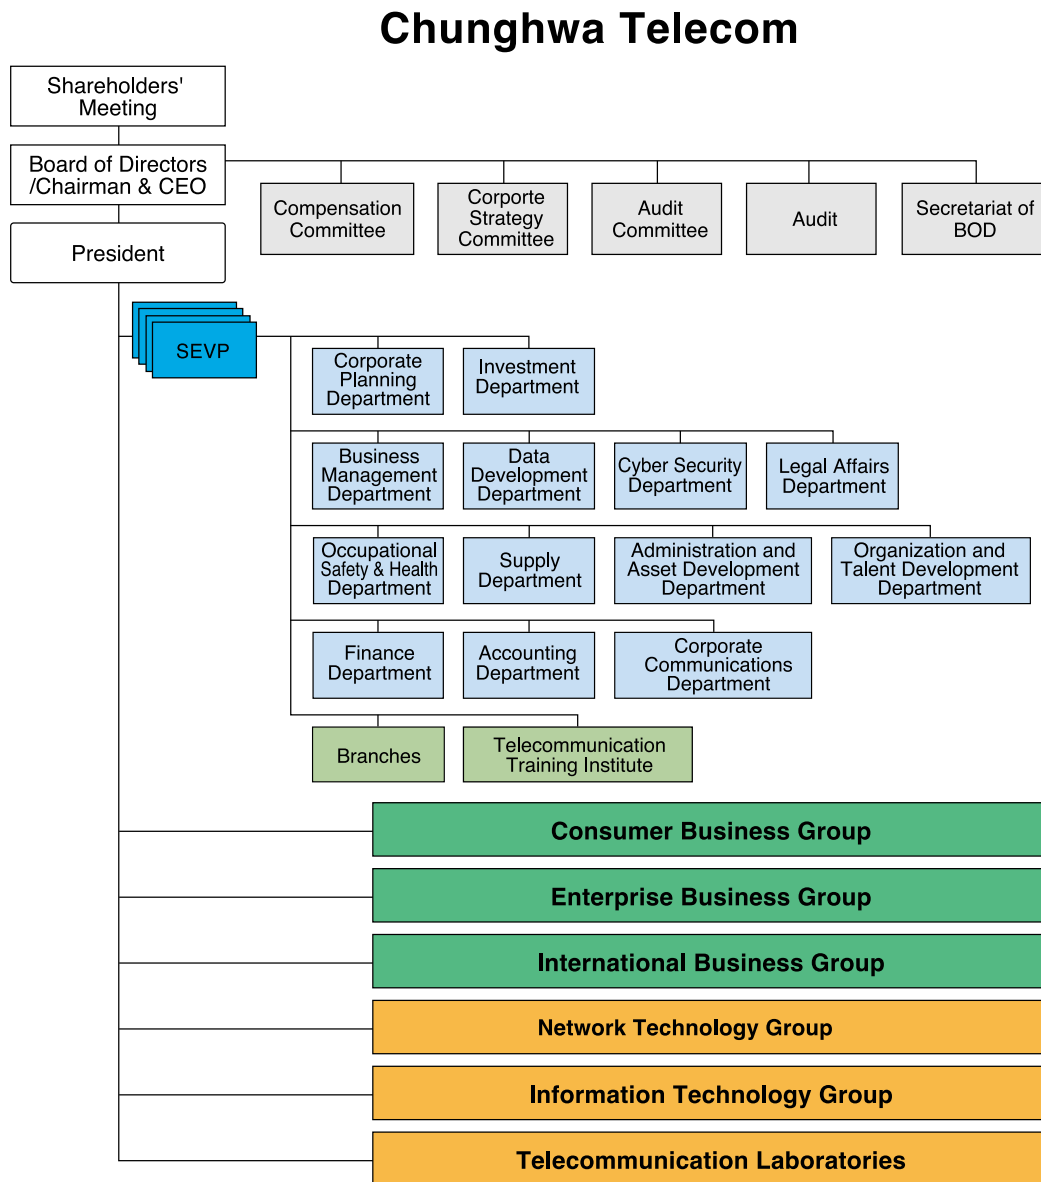 Chunghwa Telecom
Shareholders'
Meeting
Board of Directors
/Chairman & CEO
President
Compensation
Committee
Corporte
Strategy
Committee
Audit
Committee
Audit
Secretariat of
BOD
SEVP
Corporate
Planning
Department
Investment
Department
Business
Management
Department
Data
Development
Department
Cyber Security
Department
Legal Affairs
Department
Occupational
Safety & Health
Department
Supply
Department
Administration and
Asset Development
Department
Organization and
Talent Development
Department
Finance
Department
Accounting
Department
Corporate
Communications
Department
Branches
Telecommunication
Training Institute
Consumer Business Group
Enterprise Business Group
International Business Group
Network Technology Group
Information Technology Group
Telecommunication Laboratories